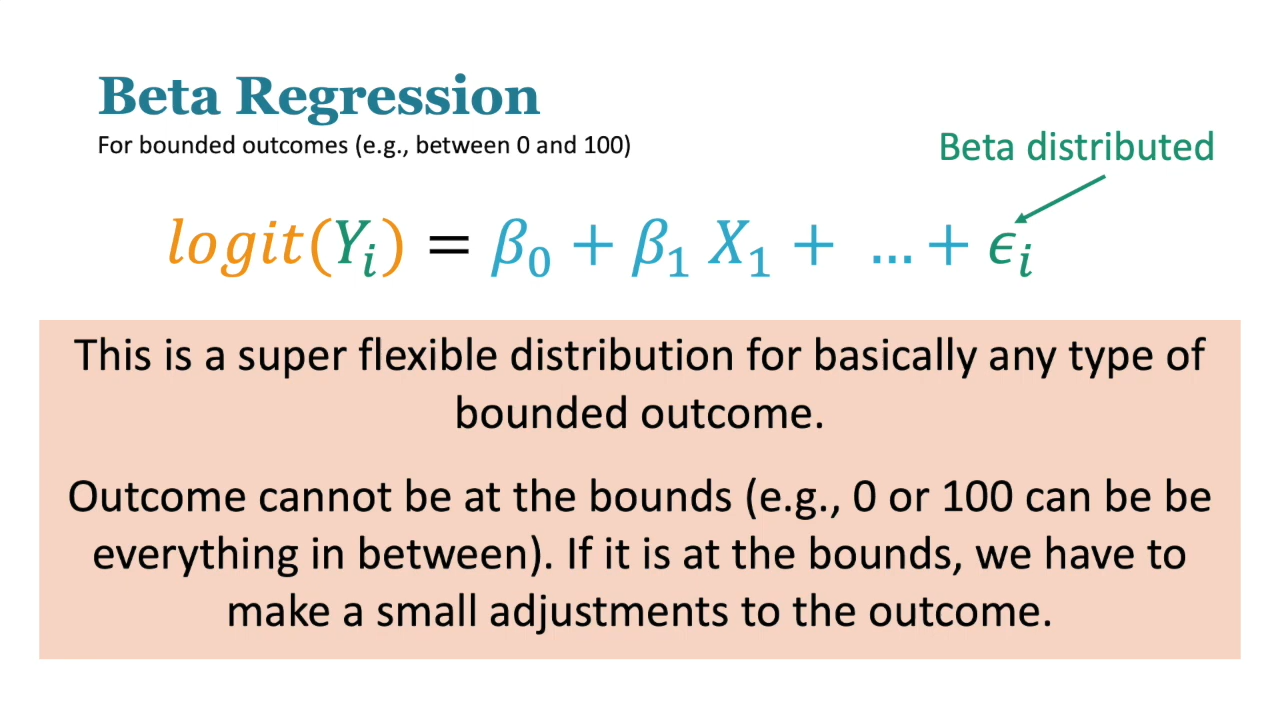 Beta Regression
For bounded outcomes (e.g., between 0 and 100)
Beta distributed
logit(Yᵢ) = β₀ + β₁ X₁ + … + ϵᵢ
This is a super flexible distribution for basically any type of
bounded outcome.
Outcome cannot be at the bounds (e.g., 0 or 100 can be be
everything in between). If it is at the bounds, we have to
make a small adjustments to the outcome.